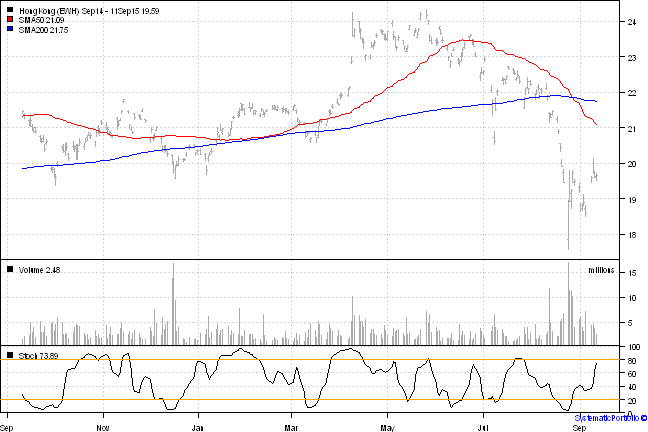 Hong Kong (EWH) Sep14 - 11Sep15 19.59
SMA50 21.09
SMA200 21.75
24
23
22
21
20
19
18
Volume 2.48
millions
15
10
5
Stoch 73.89
100
80
60
40
20
0
Sep Nov Jan Mar May Jul Sep
SystematicPortfolio ©